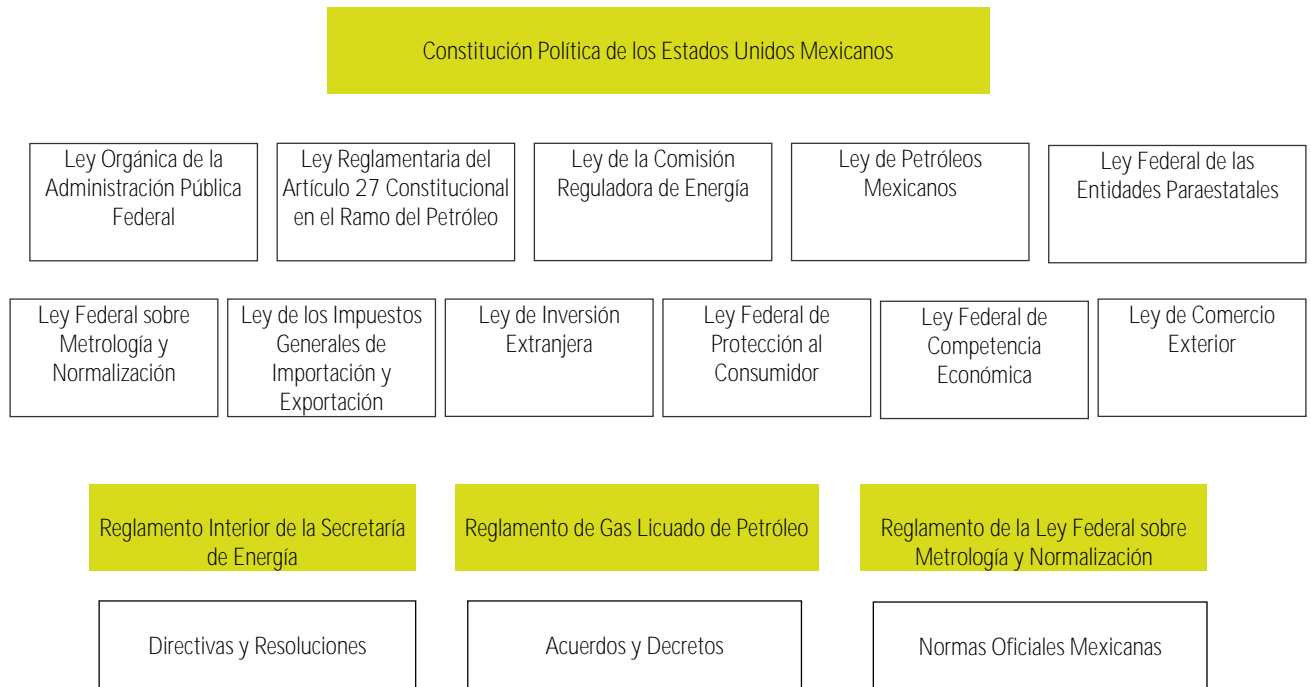 Constitución Política de los Estados Unidos Mexicanos
Ley Orgánica de la
Administración Pública
Federal
Ley Reglamentaria del
Artículo 27 Constitucional
en el Ramo del Petróleo
Ley de la Comisión
Reguladora de Energía
Ley de Petróleos
Mexicanos
Ley Federal de las
Entidades Paraestatales
Ley Federal sobre
Metrología y
Normalización
Ley de los Impuestos
Generales de
Importación y
Exportación
Ley de Inversión
Extranjera
Ley Federal de
Protección al
Consumidor
Ley Federal de
Competencia
Económica
Ley de Comercio
Exterior
Reglamento Interior de la Secretaría
de Energía
Reglamento de Gas Licuado de Petróleo
Reglamento de la Ley Federal sobre
Metrología y Normalización
Directivas y Resoluciones
Acuerdos y Decretos
Normas Oficiales Mexicanas